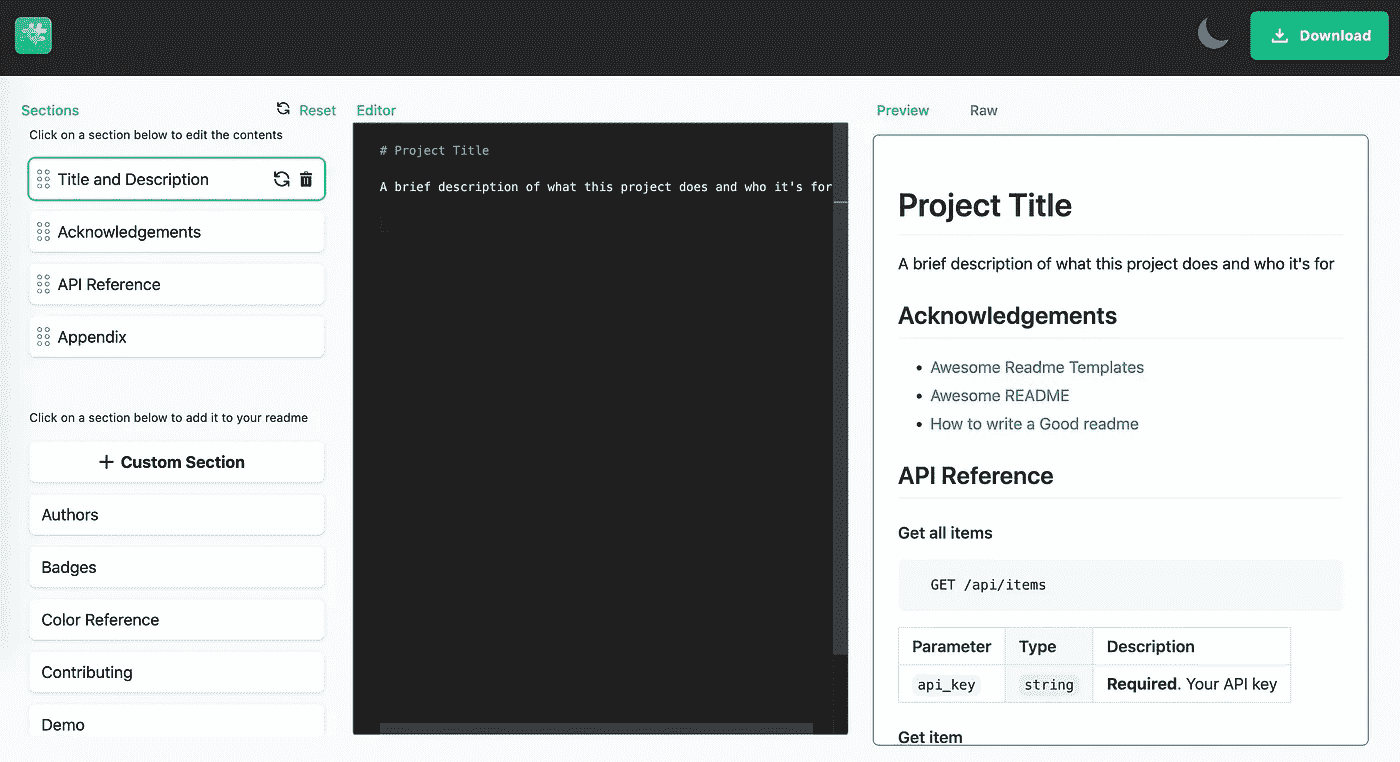 Download
Sections
Reset
Click on a section below to edit the contents
Title and Description
Acknowledgements
API Reference
Appendix
Click on a section below to add it to your readme
+ Custom Section
Authors
Badges
Color Reference
Contributing
Demo
Editor
# Project Title
A brief description of what this project does and who it's for
Preview Raw
Project Title
A brief description of what this project does and who it's for
Acknowledgements
• Awesome Readme Templates
• Awesome README
• How to write a Good readme
API Reference
Get all items
GET /api/items
Parameter Type Description
api_key string Required. Your API key
Get item